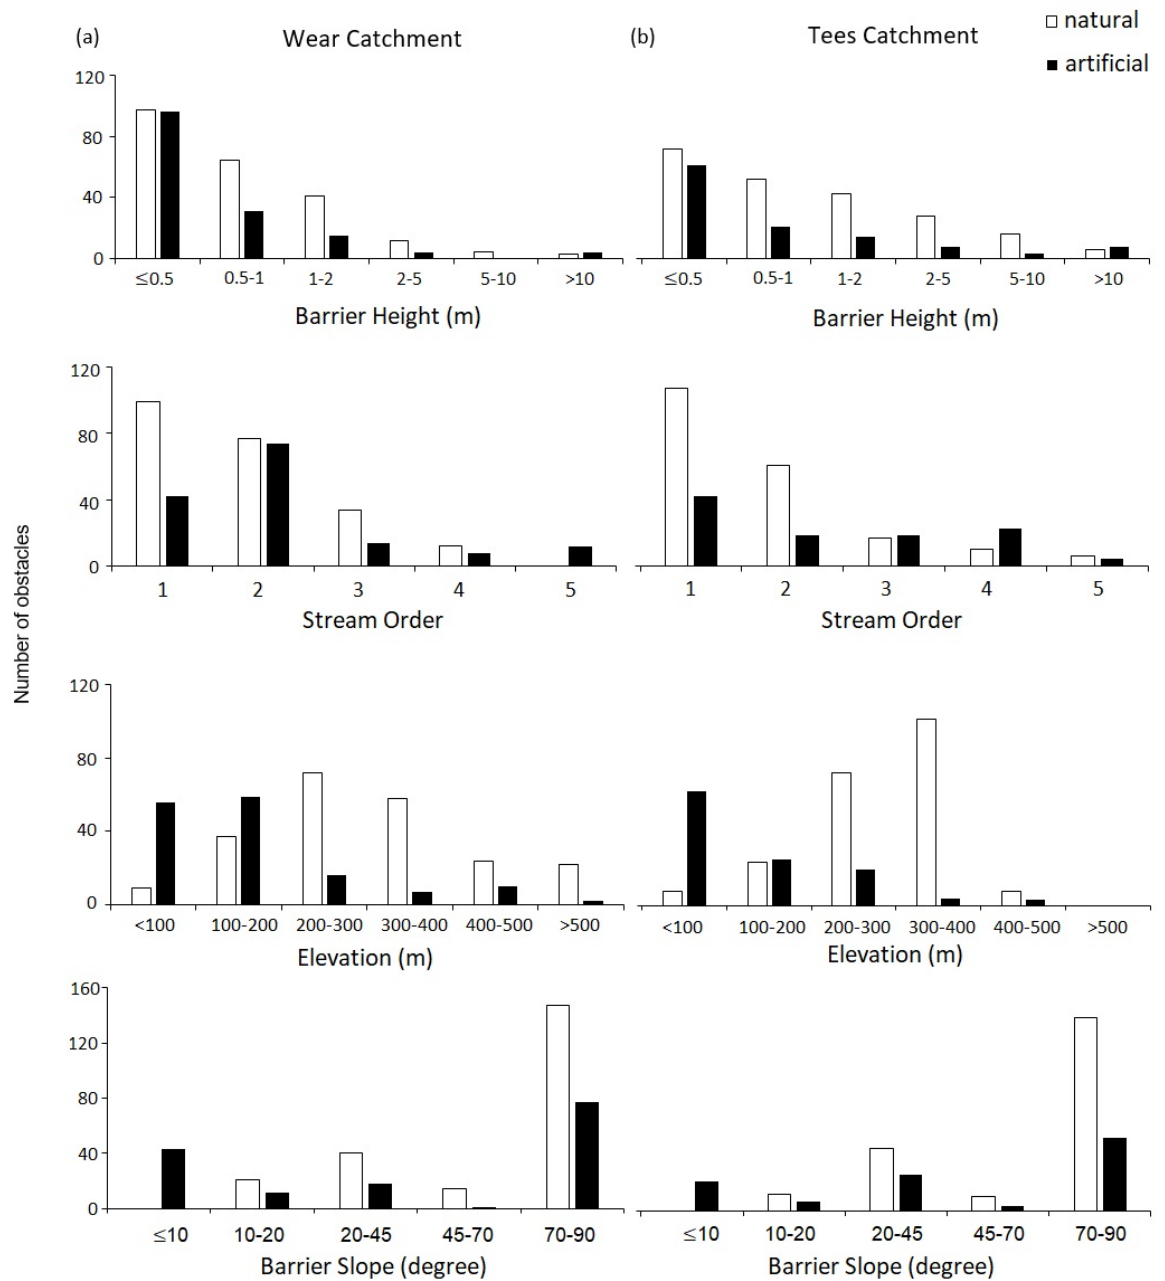 (a) Wear Catchment (b) Tees Catchment
natural
artificial
120
80
40
0
≤0.5 0.5-1 1-2 2-5 5-10 >10 ≤0.5 0.5-1 1-2 2-5 5-10 >10
Barrier Height (m) Barrier Height (m)
120
80
40
0
1 2 3 4 5 1 2 3 4 5
Stream Order Stream Order
Number of obstacles
120
80
40
0
<100 100-200 200-300 300-400 400-500 >500 <100 100-200 200-300 300-400 400-500 >500
Elevation (m) Elevation (m)
160
120
80
40
0
≤10 10-20 20-45 45-70 70-90 ≤10 10-20 20-45 45-70 70-90
Barrier Slope (degree) Barrier Slope (degree)